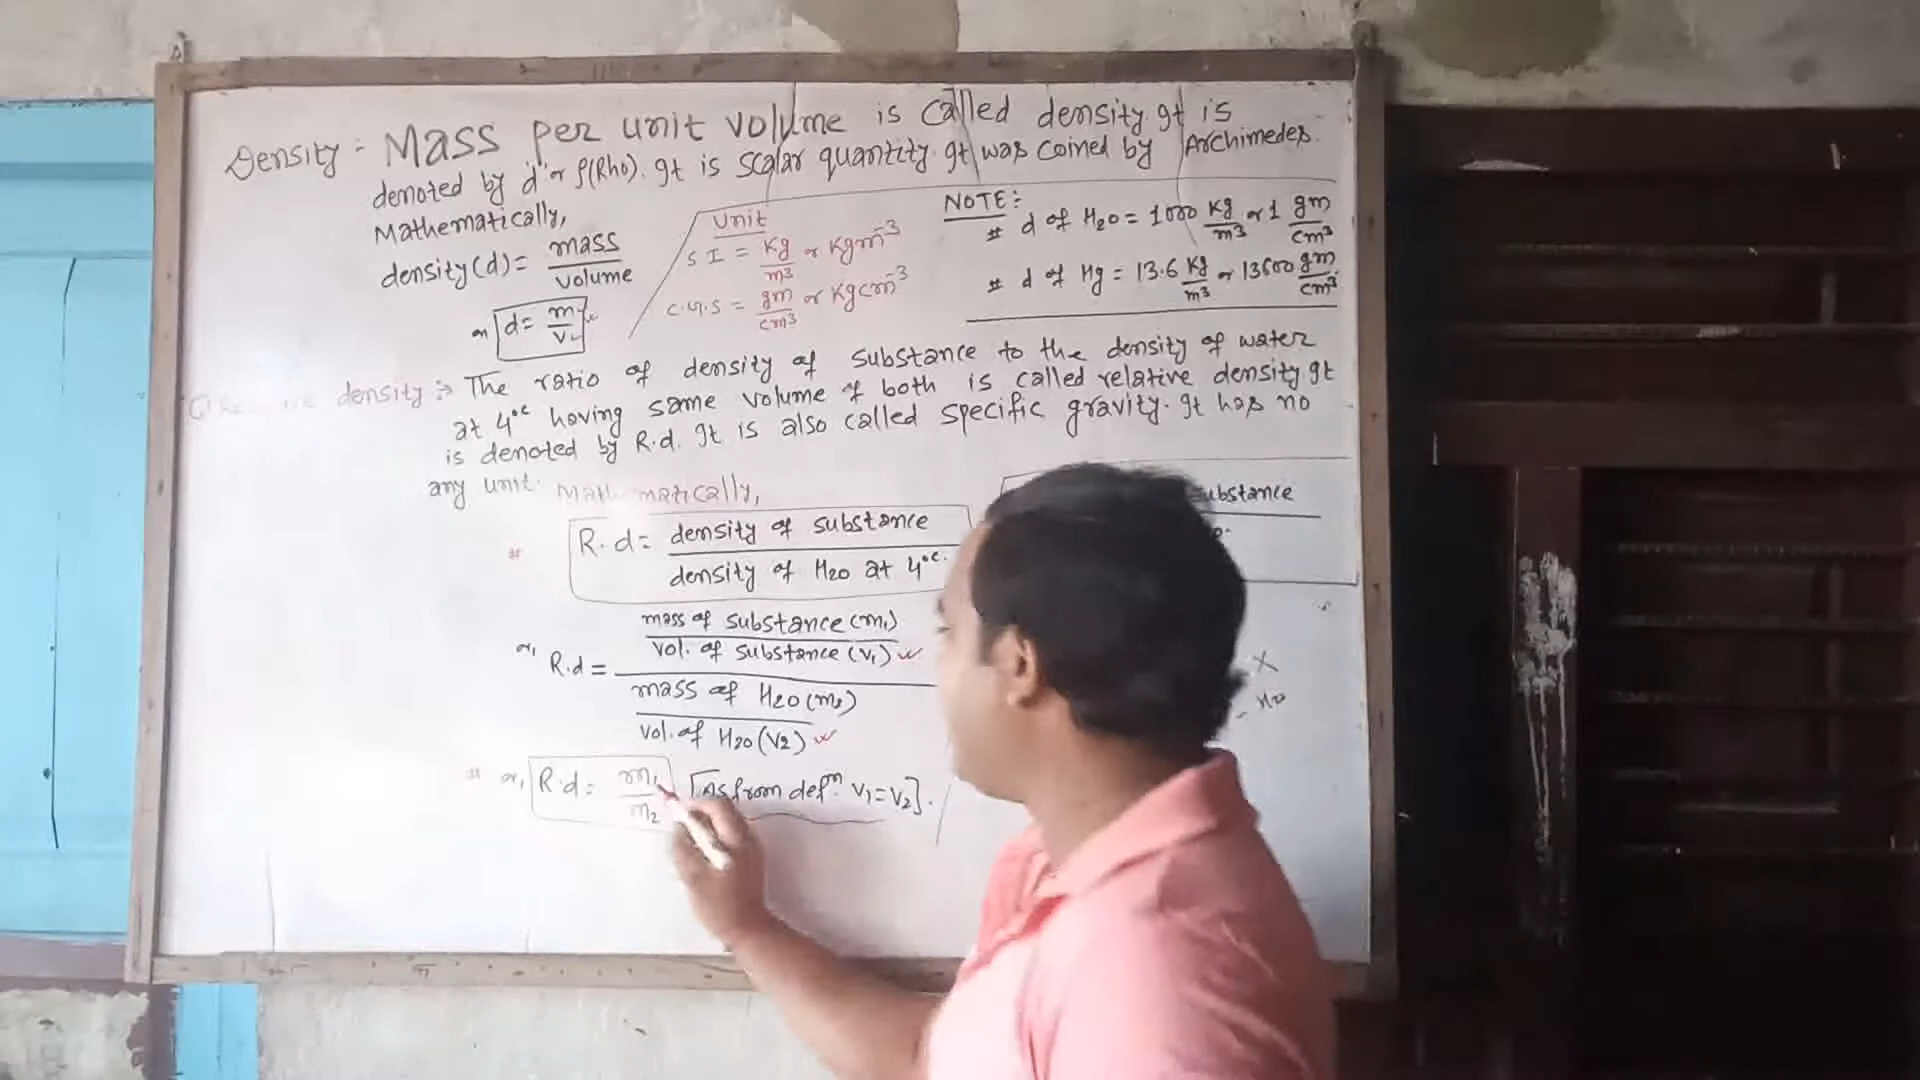 Density:- Mass per unit volume is called density. It is
denoted by 'd' or ρ(Rho). It is scalar quantity. It was coined by Archimedes.
Mathematically,
density(d) = mass / volume
or d = m/v
Unit
S I = Kg/m³ or Kgm⁻³
C.G.S = gm/cm³ or Kgcm⁻³
NOTE:
# d of H2O = 1000 Kg/m³ or 1 gm/cm³
# d of Hg = 13.6 Kg/m³ or 13600 gm/cm³
density:- The ratio of density of substance to the density of water
at 4°C having same volume of both is called relative density. It
is denoted by R.d. It is also called specific gravity. It has no
any unit. Mathematically,
# R.d = density of substance / density of H2O at 4°C.
substance
or, R.d = mass of substance (m1) / vol. of substance (V1) / mass of H2O (m2) / vol. of H2O (V2)
X
# or, R.d = m1/m2 [As from defn. V1=V2].